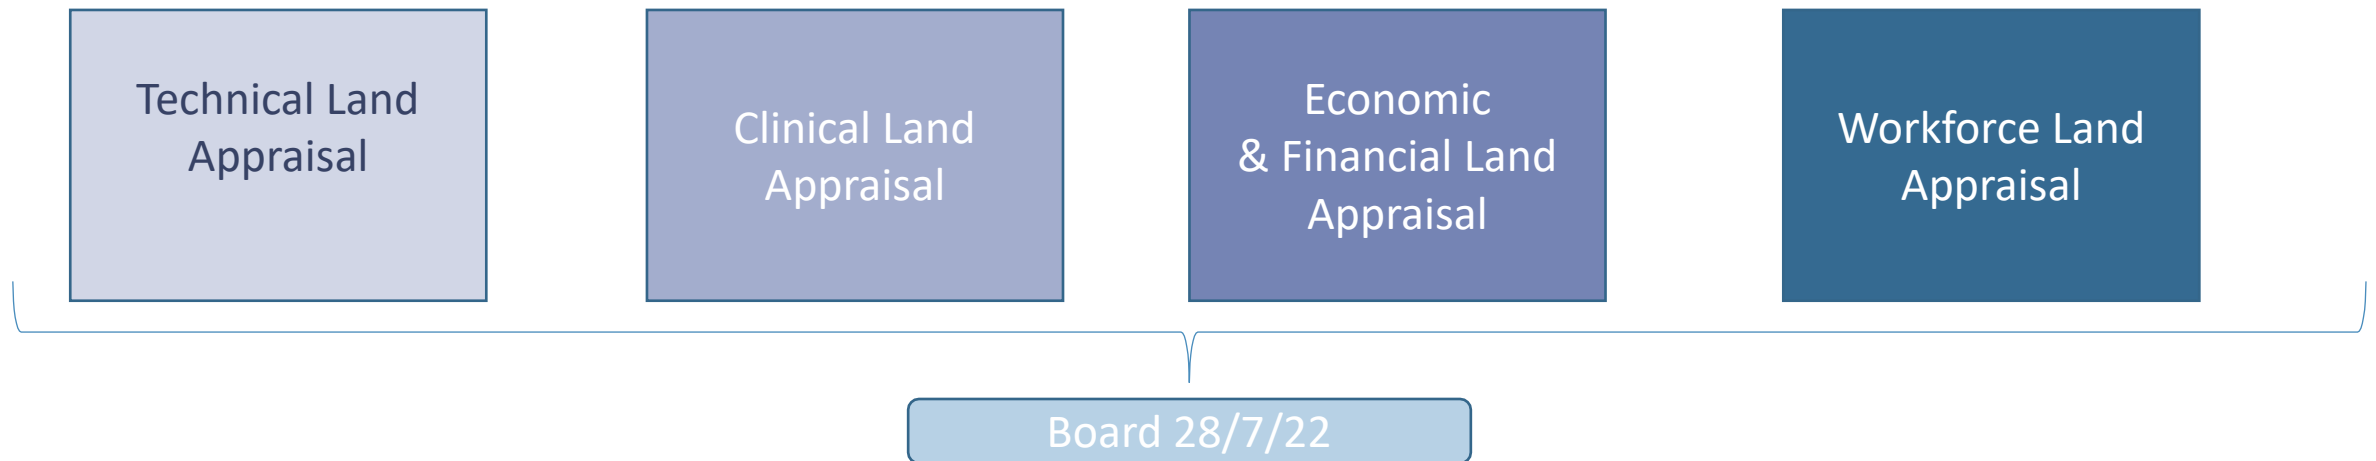 Technical Land
Appraisal
Clinical Land
Appraisal
Economic
& Financial Land
Appraisal
Workforce Land
Appraisal
Board 28/7/22